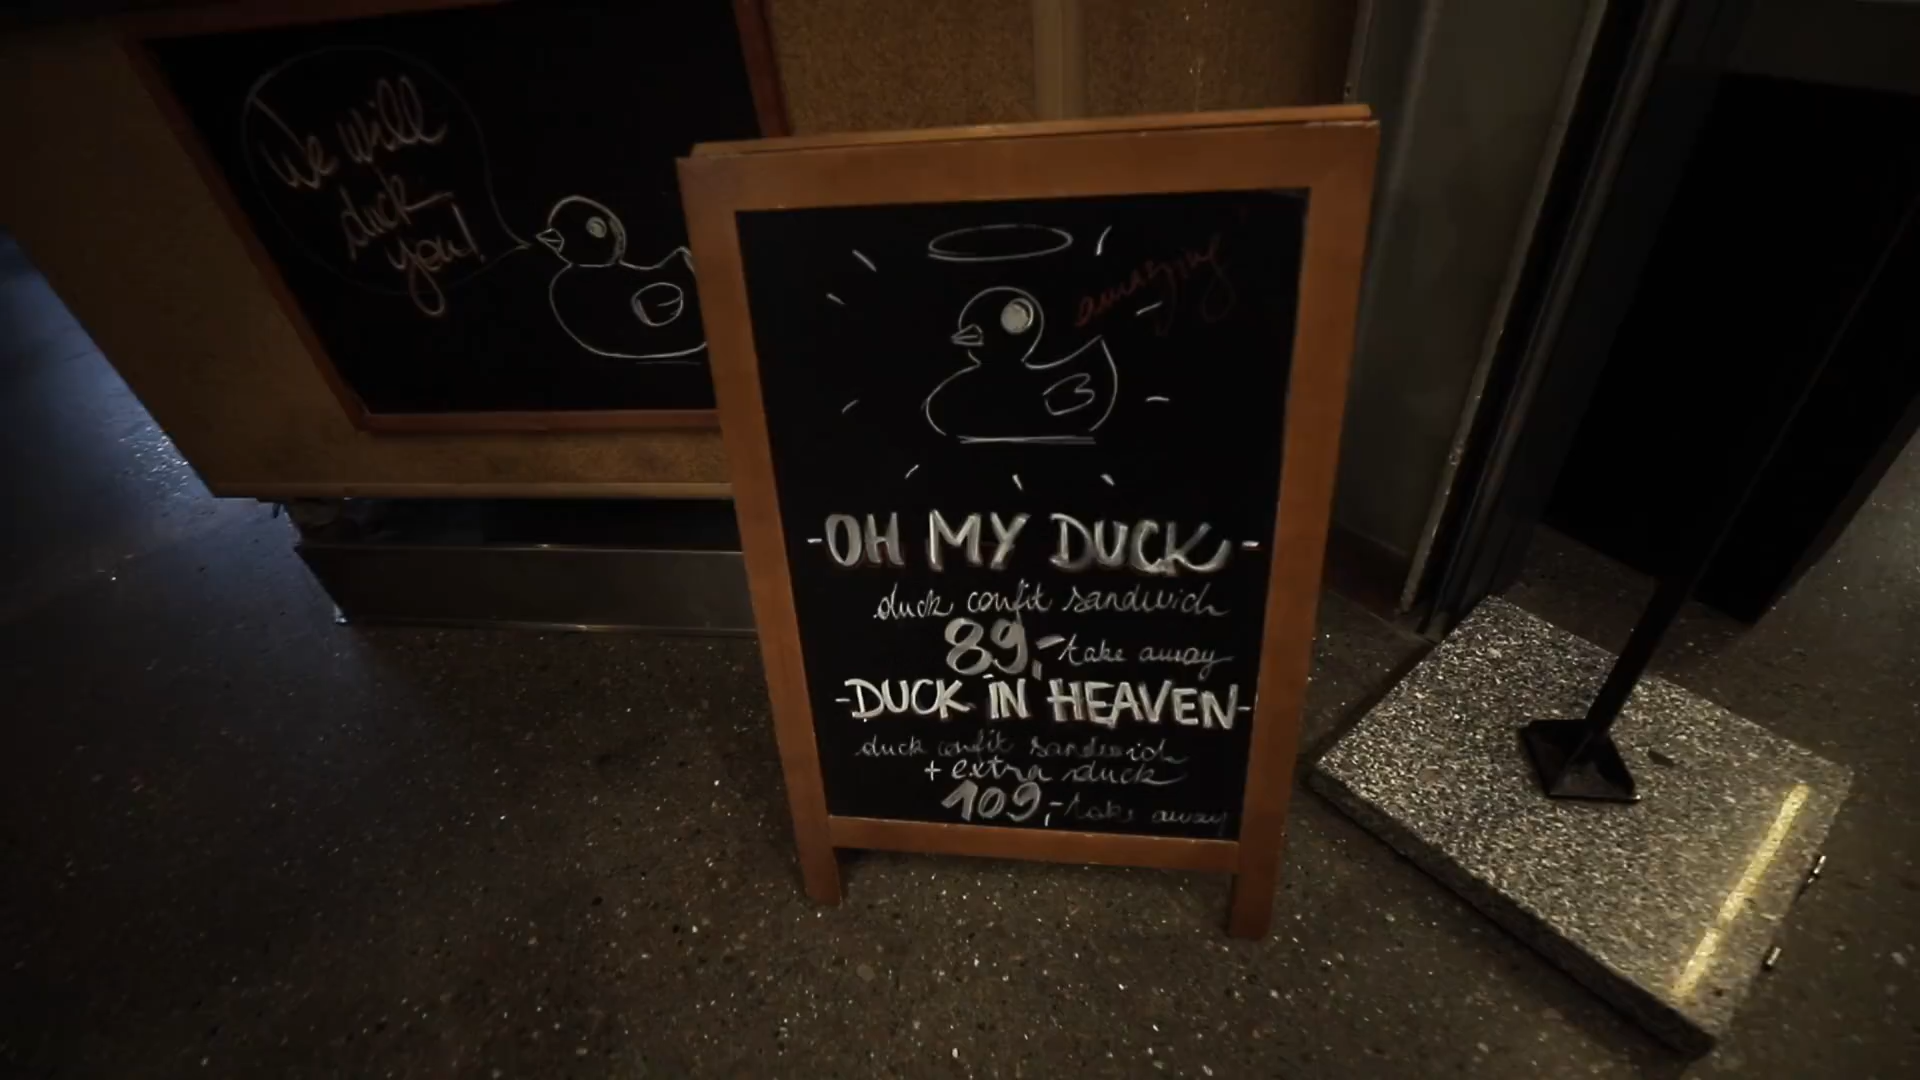 We will
duck
you!
amazing
-OH MY DUCK-
duck confit sandwich
89,- take away
-DUCK IN HEAVEN-
duck confit sandwich
+ extra duck
109,- take away